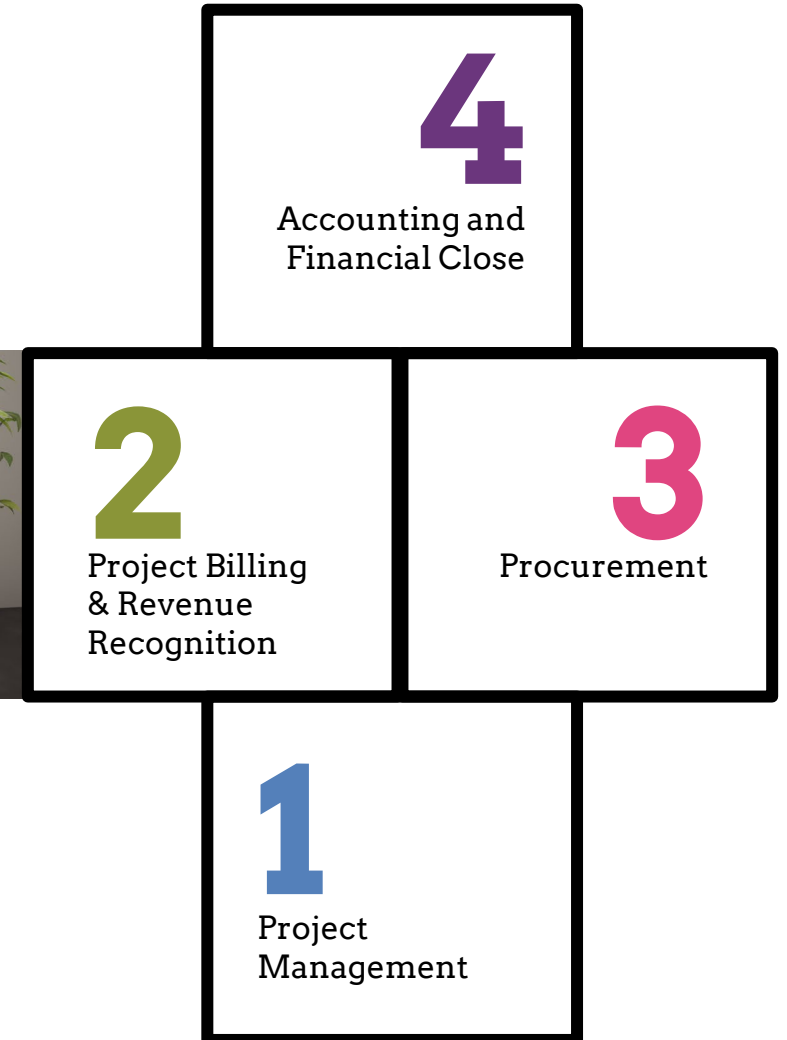 4
Accounting and
Financial Close
2
Project Billing
& Revenue
Recognition
3
Procurement
1
Project
Management